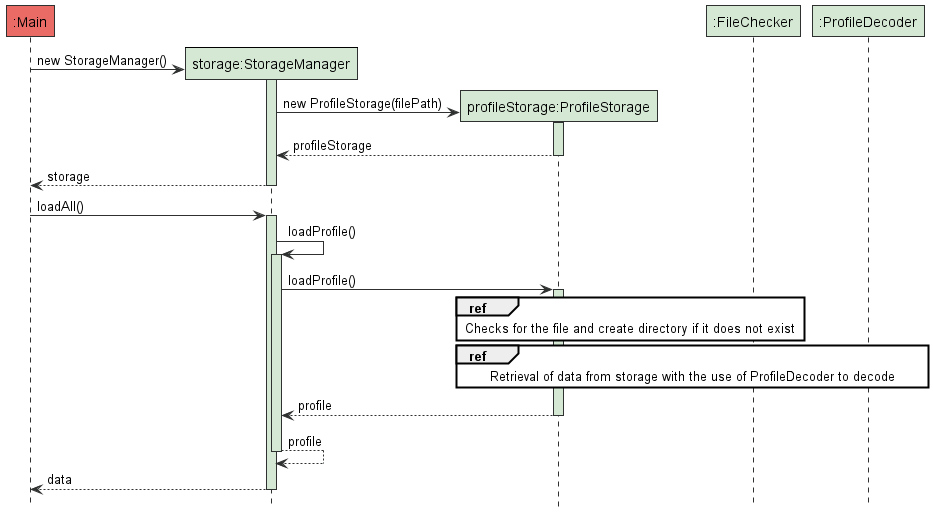 :Main
:FileChecker
:ProfileDecoder
new StorageManager()
storage:StorageManager
new ProfileStorage(filePath)
profileStorage:ProfileStorage
profileStorage
storage
loadAll()
loadProfile()
loadProfile()
ref
Checks for the file and create directory if it does not exist
ref
Retrieval of data from storage with the use of ProfileDecoder to decode
profile
profile
data